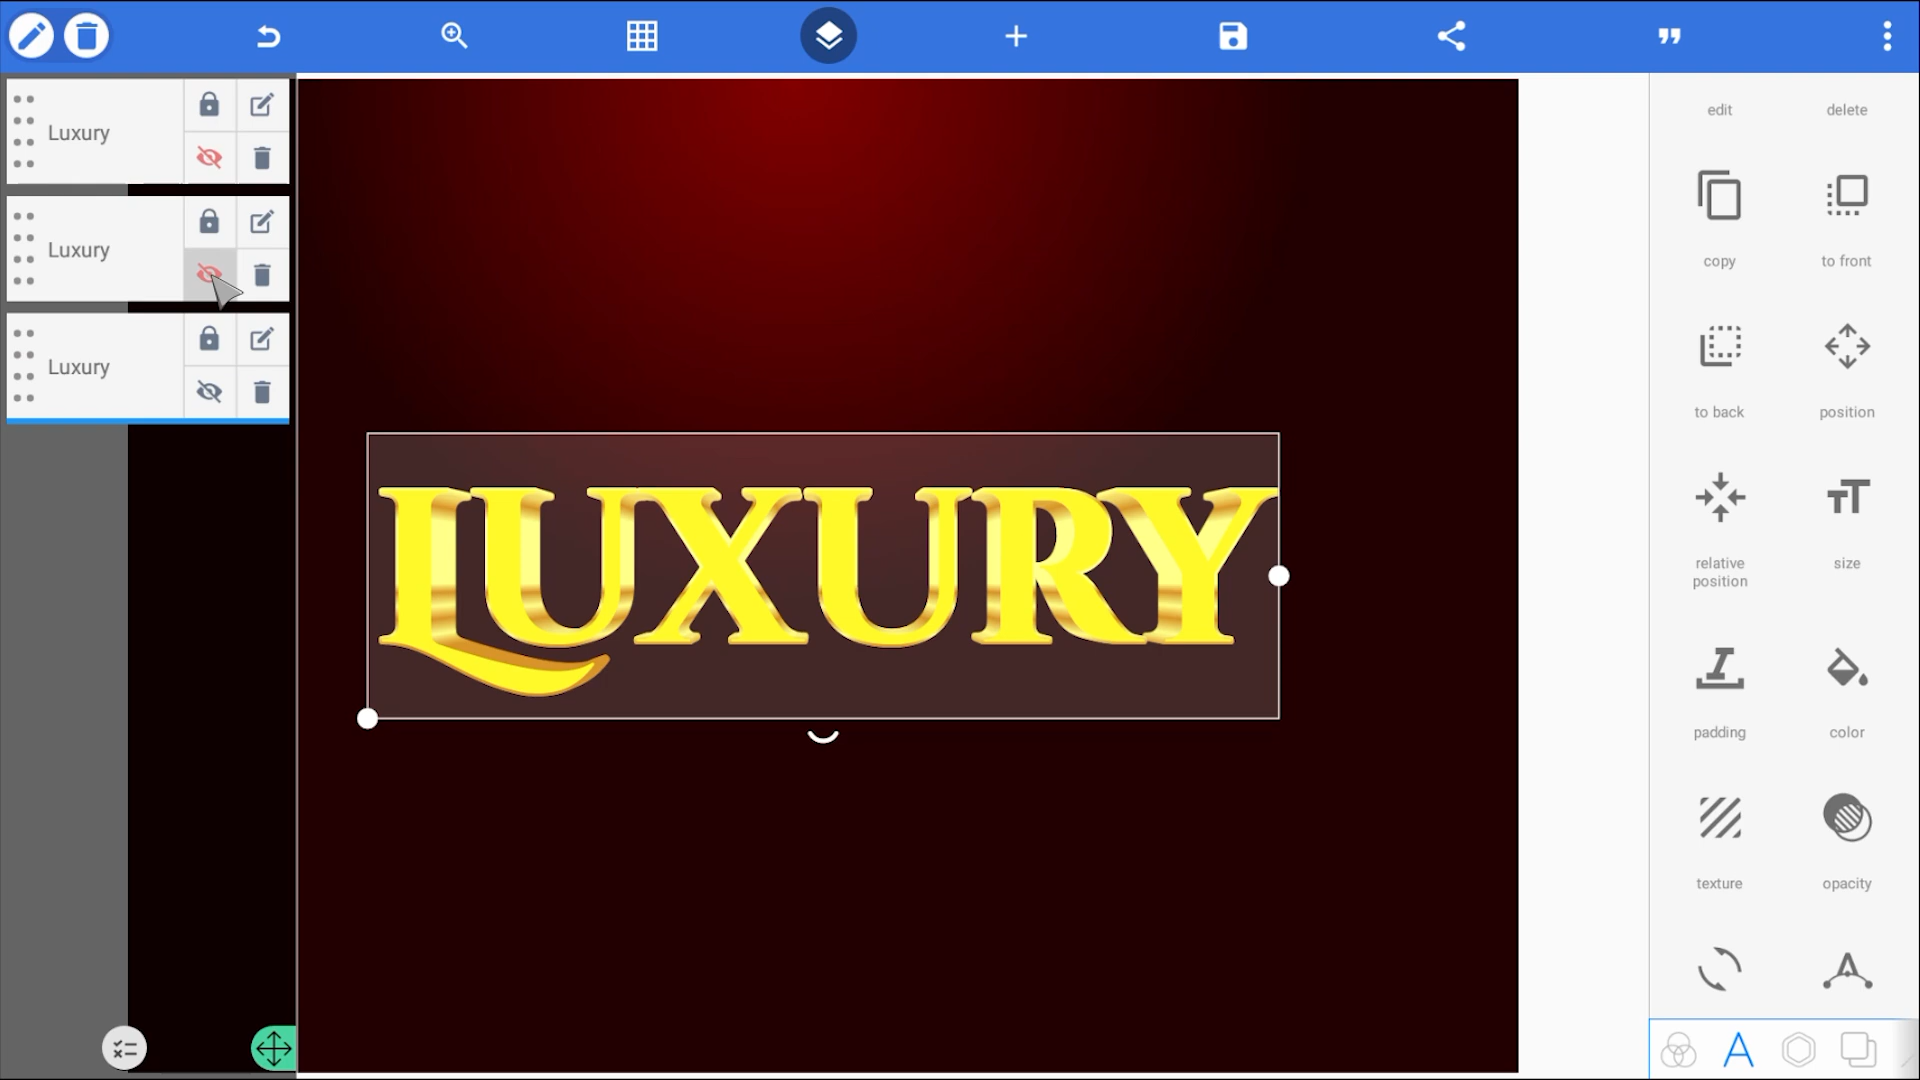 Luxury
Luxury
Luxury
LUXURY
edit
delete
copy
to front
to back
position
relative
position
size
padding
color
texture
opacity